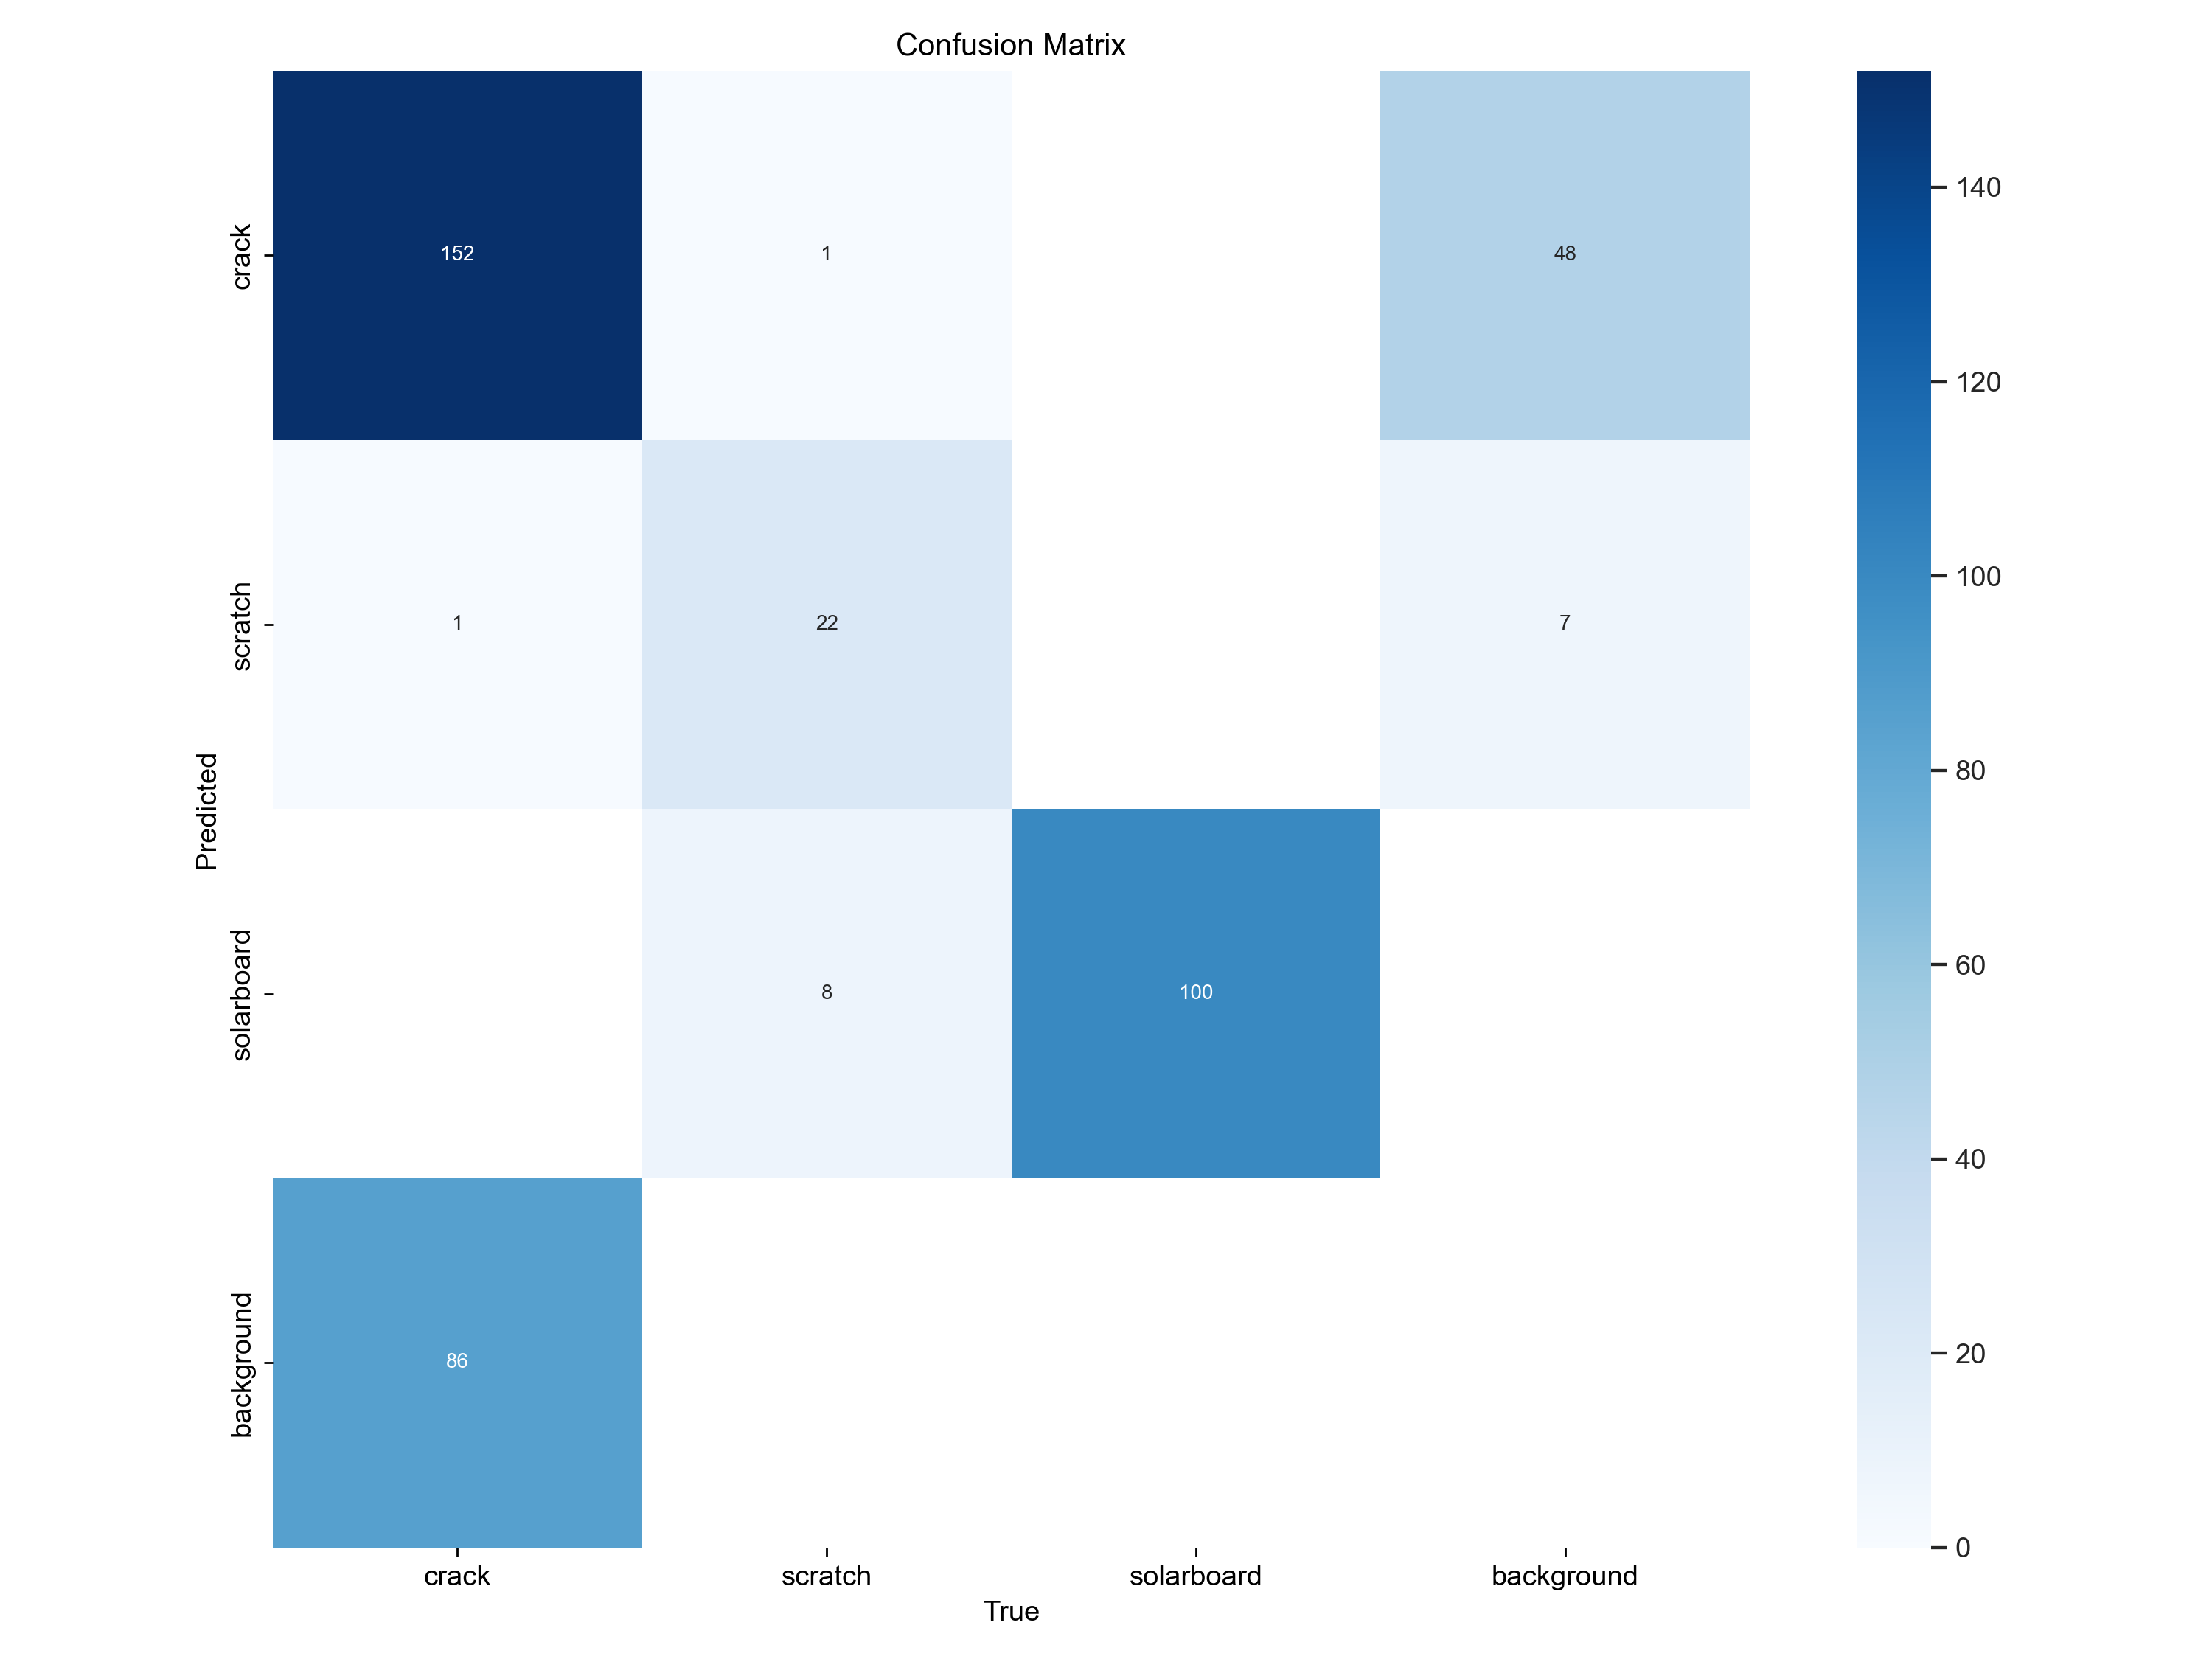 Confusion Matrix
crack
152
1
48
140
120
scratch
1
22
7
100
80
Predicted
solarboard
8
100
60
40
background
86
20
0
crack
scratch
solarboard
background
True